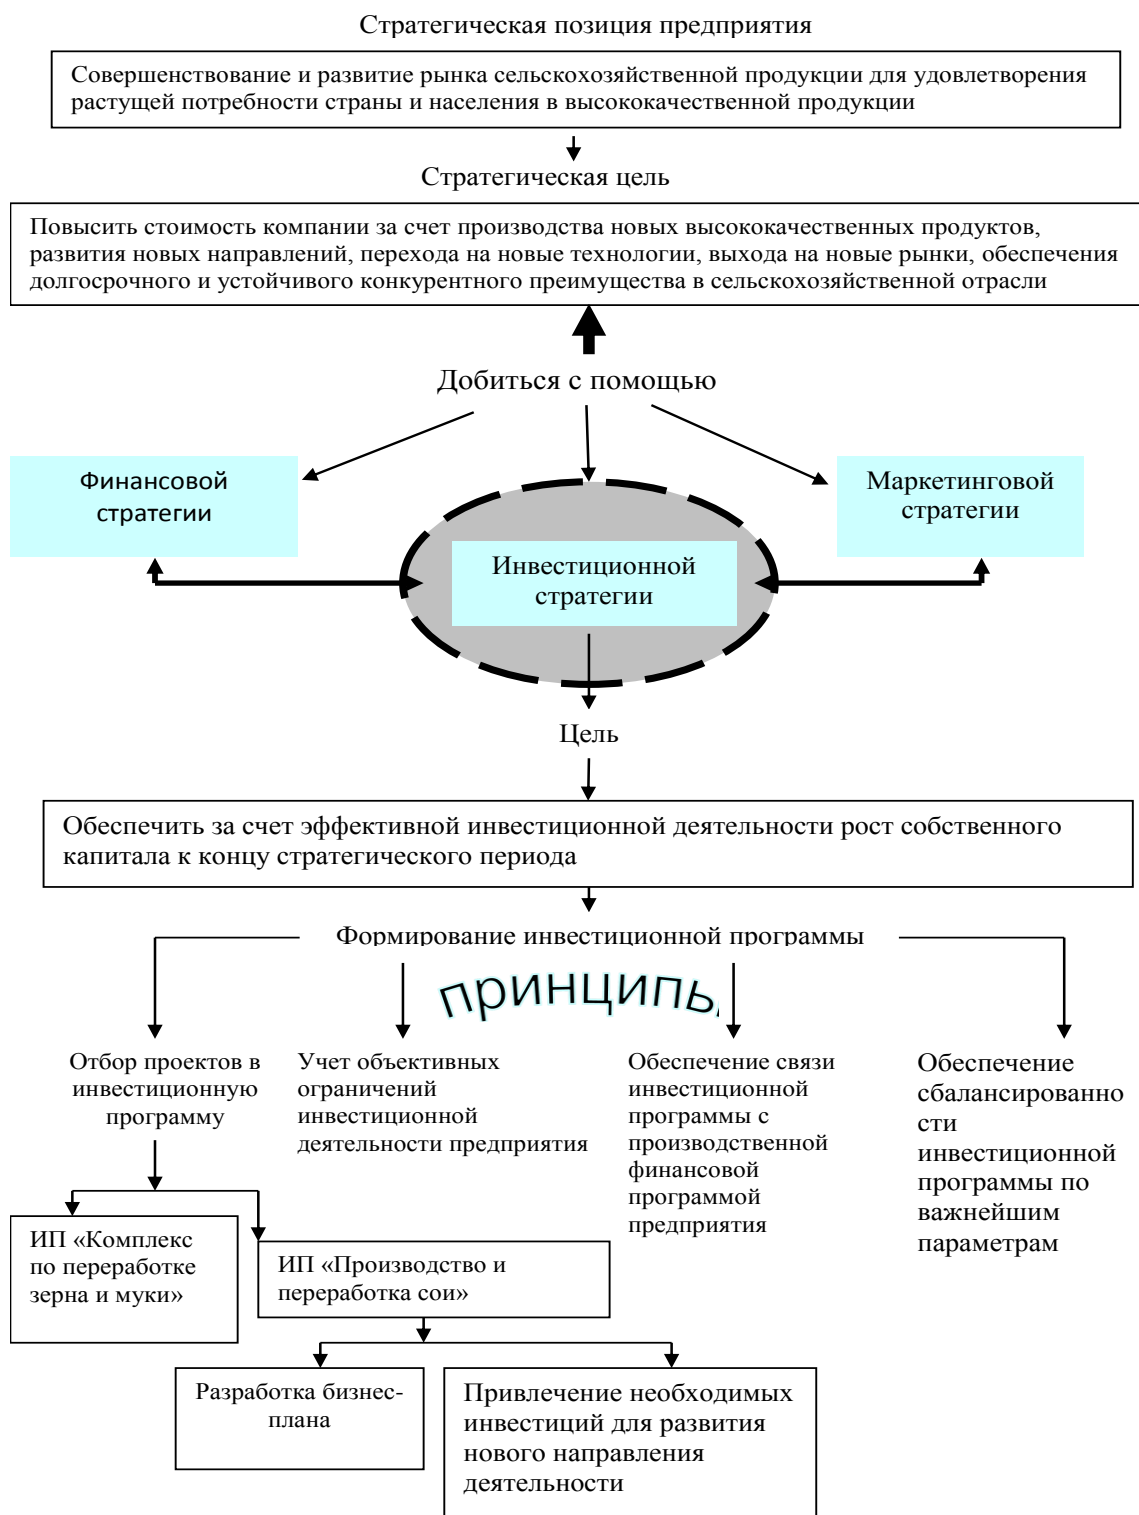 Стратегическая позиция предприятия
Совершенствование и развитие рынка сельскохозяйственной продукции для удовлетворения
растущей потребности страны и населения в высококачественной продукции
Стратегическая цель
Повысить стоимость компании за счет производства новых высококачественных продуктов,
развития новых направлений, перехода на новые технологии, выхода на новые рынки, обеспечения
долгосрочного и устойчивого конкурентного преимущества в сельскохозяйственной отрасли
Добиться с помощью
Финансовой
стратегии
Инвестиционной
стратегии
Маркетинговой
стратегии
Цель
Обеспечить за счет эффективной инвестиционной деятельности рост собственного
капитала к концу стратегического периода
Формирование инвестиционной программы
принципы
Отбор проектов в
инвестиционную
программу
Учет объективных
ограничений
инвестиционной
деятельности предприятия
Обеспечение связи
инвестиционной
программы с
производственной
финансовой
программой
предприятия
Обеспечение
сбалансированно
сти
инвестиционной
программы по
важнейшим
параметрам
ИП «Комплекс
по переработке
зерна и муки»
ИП «Производство и
переработка сои»
Разработка бизнес-
плана
Привлечение необходимых
инвестиций для развития
нового направления
деятельности